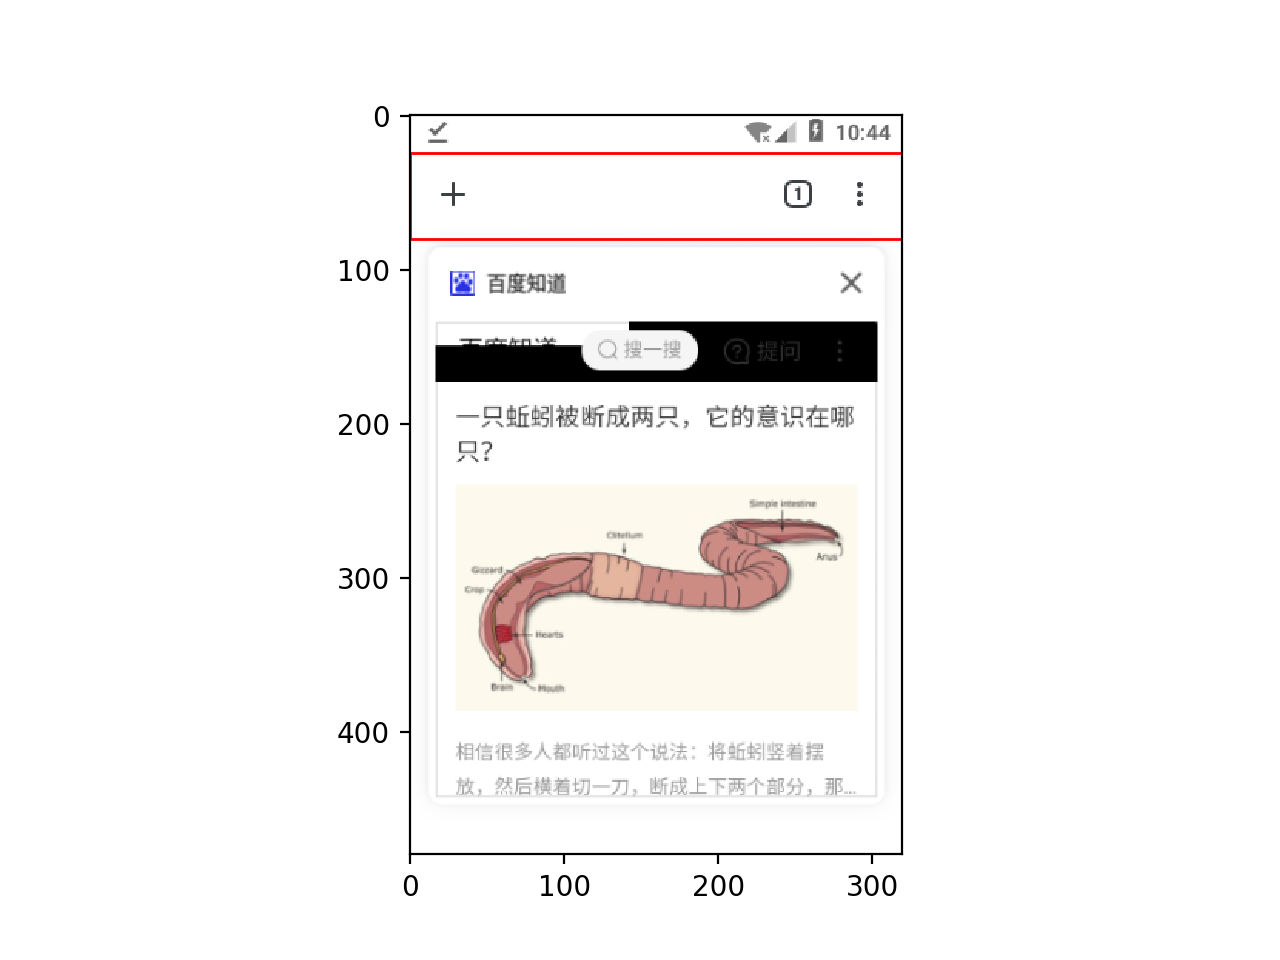 0
10:44
1
100
百度知道
百度知道
搜一搜
提问
200
一只蚯蚓被断成两只，它的意识在哪
只？
Simple intestine
Clitellum
Anus
300
Gizzard
Crop
Hearts
Brain
Mouth
400
相信很多人都听过这个说法：将蚯蚓竖着摆
放，然后横着切一刀，断成上下两个部分，那...
0
100
200
300